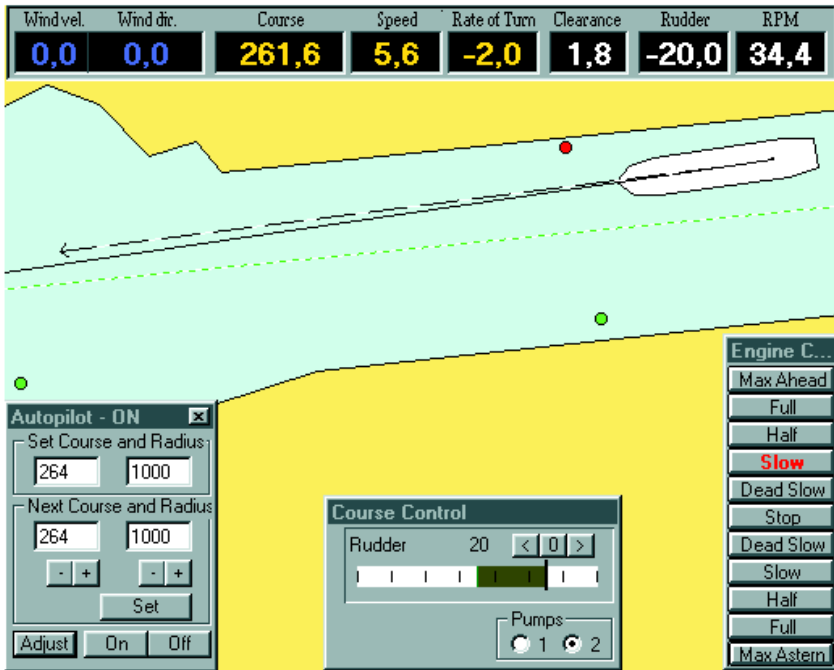 Wind vel. Wind dir. Course Speed Rate of Turn Clearance Rudder RPM
0,0 0,0 261,6 5,6 -2,0 1,8 -20,0 34,4
Engine C...
Max Ahead
Full
Half
Slow
Dead Slow
Stop
Dead Slow
Slow
Half
Full
Max Astern
Autopilot - ON
Set Course and Radius
264 1000
Next Course and Radius
264 1000
- + - +
Set
Adjust On Off
Course Control
Rudder 20 < 0 >
Pumps
1 2